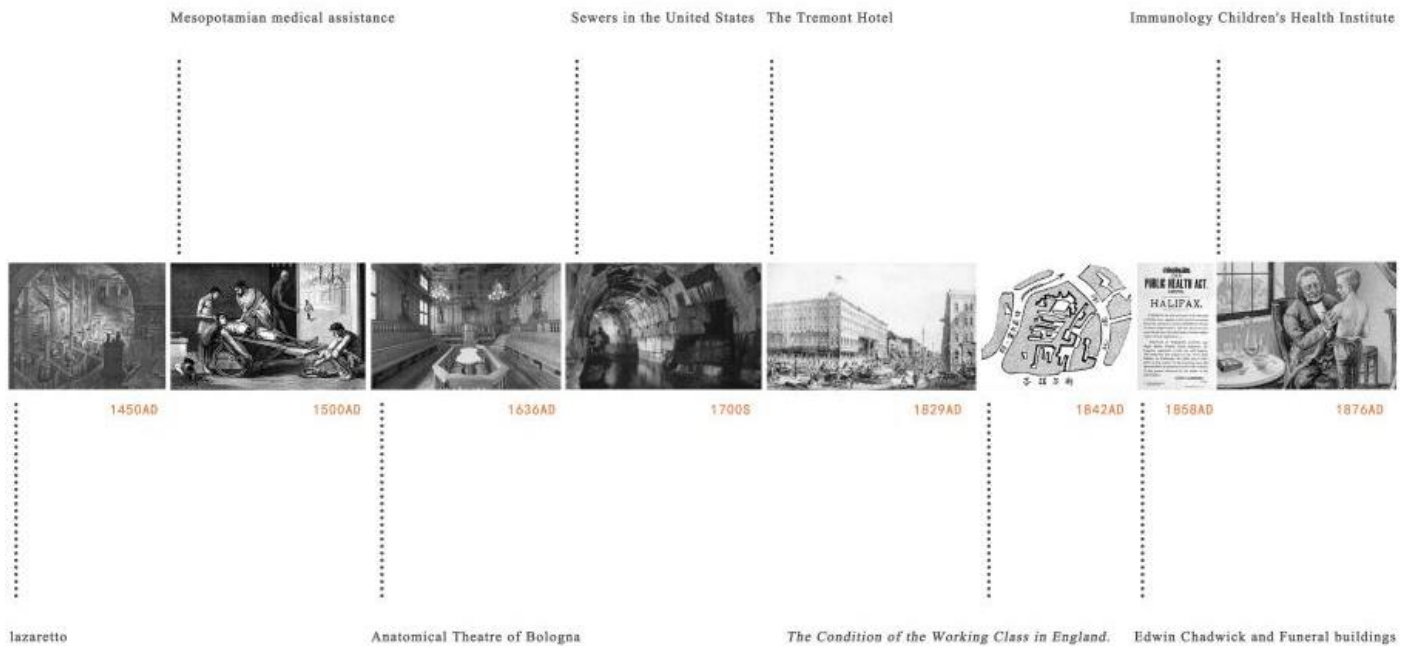 Mesopotamian medical assistance
Sewers in the United States
The Tremont Hotel
Immunology Children's Health Institute
PUBLIC HEALTH ACT.
HALIFAX.
1450AD
1500AD
1636AD
1700S
1829AD
1842AD
1858AD
1876AD
lazaretto
Anatomical Theatre of Bologna
The Condition of the Working Class in England.
Edwin Chadwick and Funeral buildings